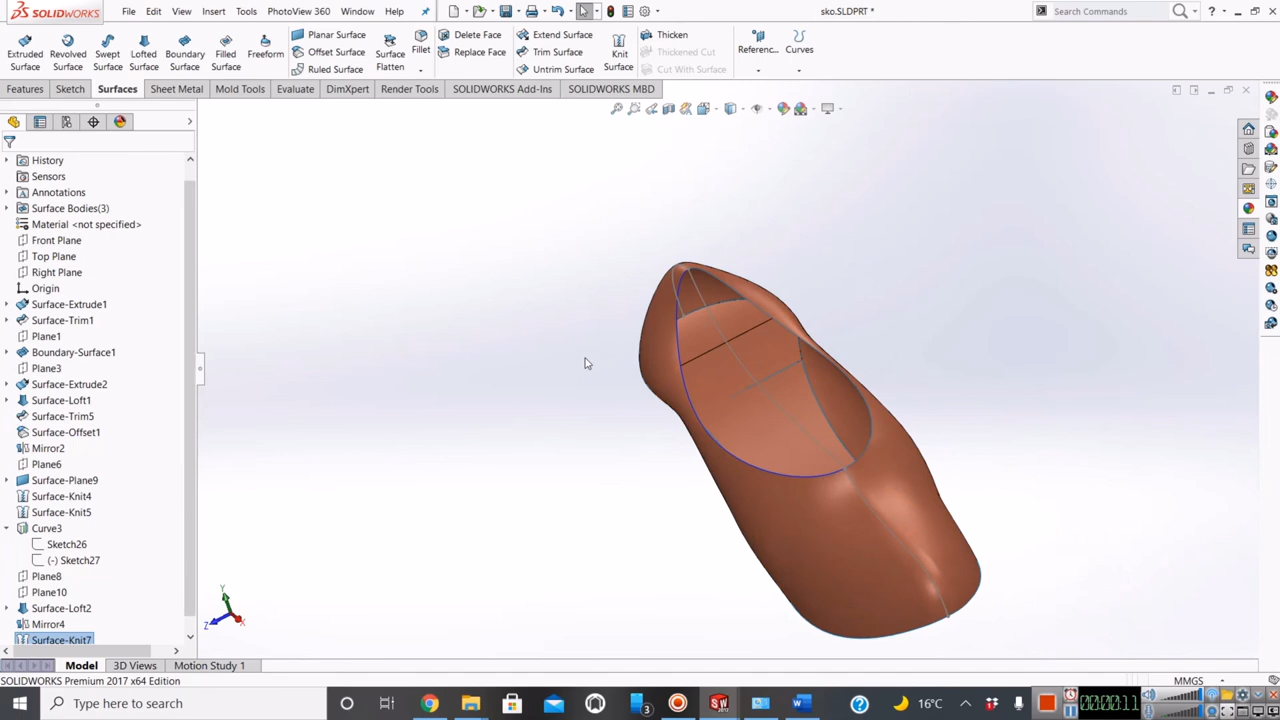 SOLIDWORKS File Edit View Insert Tools PhotoView 360 Window Help sko.SLDPRT * Search Commands ?
Extruded Surface Revolved Surface Swept Surface Lofted Surface Boundary Surface Filled Surface Freeform
Planar Surface
Offset Surface
Ruled Surface
Surface Flatten Fillet
Delete Face
Replace Face
Extend Surface
Trim Surface
Untrim Surface
Knit Surface
Thicken
Thickened Cut
Cut With Surface
Referenc... Curves
Features Sketch Surfaces Sheet Metal Mold Tools Evaluate DimXpert Render Tools SOLIDWORKS Add-Ins SOLIDWORKS MBD
History
Sensors
Annotations
Surface Bodies(3)
Material <not specified>
Front Plane
Top Plane
Right Plane
Origin
Surface-Extrude1
Surface-Trim1
Plane1
Boundary-Surface1
Plane3
Surface-Extrude2
Surface-Loft1
Surface-Trim5
Surface-Offset1
Mirror2
Plane6
Surface-Plane9
Surface-Knit4
Surface-Knit5
Curve3
Sketch26
(-) Sketch27
Plane8
Plane10
Surface-Loft2
Mirror4
Surface-Knit7
Y
Z X
Model 3D Views Motion Study 1
SOLIDWORKS Premium 2017 x64 Edition MMGS
Type here to search 3 16°C 00:00:11